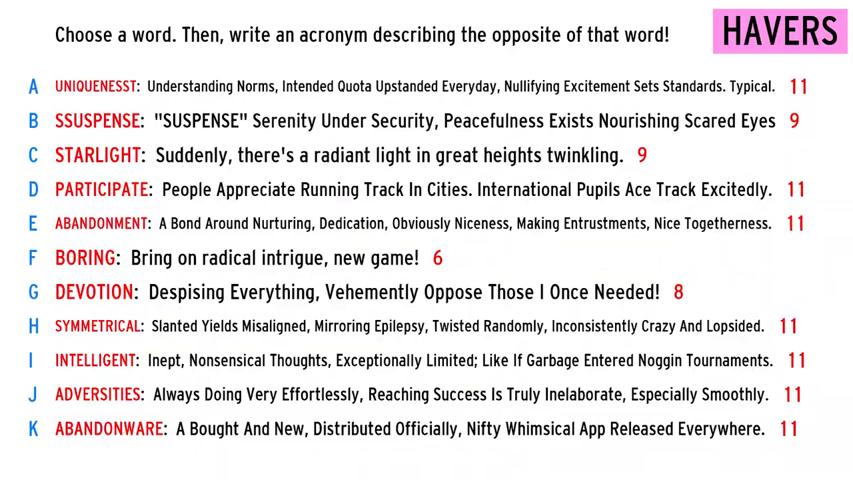 Choose a word. Then, write an acronym describing the opposite of that word!
HAVERS
A UNIQUENESST: Understanding Norms, Intended Quota Upstanded Everyday, Nullifying Excitement Sets Standards. Typical. 11
B SSUSPENSE: "SUSPENSE" Serenity Under Security, Peacefulness Exists Nourishing Scared Eyes 9
C STARLIGHT: Suddenly, there's a radiant light in great heights twinkling. 9
D PARTICIPATE: People Appreciate Running Track In Cities. International Pupils Ace Track Excitedly. 11
E ABANDONMENT: A Bond Around Nurturing, Dedication, Obviously Niceness, Making Entrustments, Nice Togetherness. 11
F BORING: Bring on radical intrigue, new game! 6
G DEVOTION: Despising Everything, Vehemently Oppose Those I Once Needed! 8
H SYMMETRICAL: Slanted Yields Misaligned, Mirroring Epilepsy, Twisted Randomly, Inconsistently Crazy And Lopsided. 11
I INTELLIGENT: Inept, Nonsensical Thoughts, Exceptionally Limited; Like If Garbage Entered Noggin Tournaments. 11
J ADVERSITIES: Always Doing Very Effortlessly, Reaching Success Is Truly Inelaborate, Especially Smoothly. 11
K ABANDONWARE: A Bought And New, Distributed Officially, Nifty Whimsical App Released Everywhere. 11